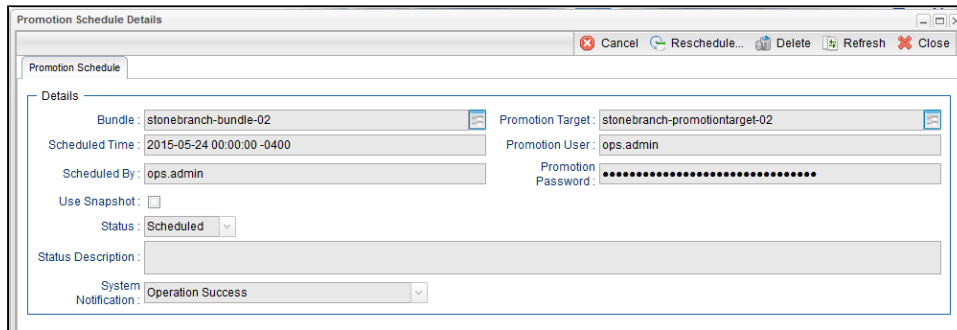 Promotion Schedule Details
Cancel Reschedule... Delete Refresh Close
Promotion Schedule
Details
Bundle : stonebranch-bundle-02 Promotion Target : stonebranch-promotiontarget-02
Scheduled Time : 2015-05-24 00:00:00 -0400 Promotion User : ops.admin
Scheduled By : ops.admin Promotion Password : ●●●●●●●●●●●●●●●●●●●●●●●●●●●●●●●●
Use Snapshot :
Status : Scheduled
Status Description :
System Notification : Operation Success